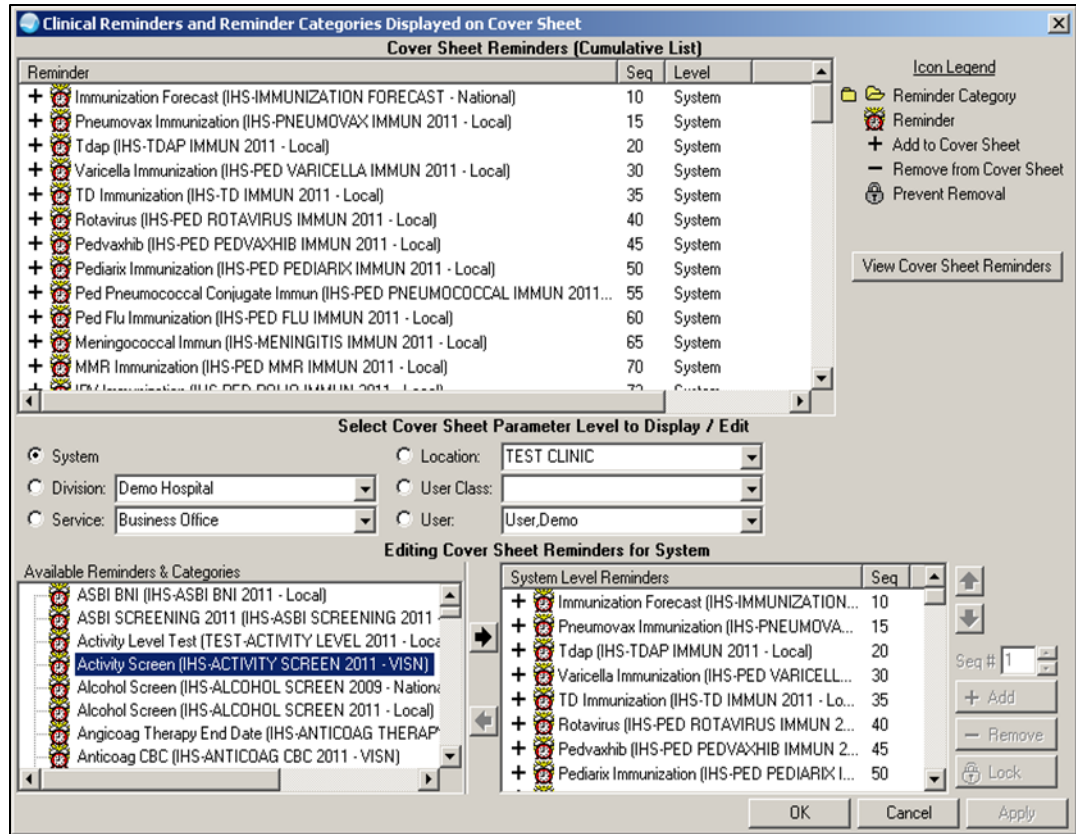 Clinical Reminders and Reminder Categories Displayed on Cover Sheet
Cover Sheet Reminders (Cumulative List)
Reminder Seq Level
Immunization Forecast (IHS-IMMUNIZATION FORECAST - National) 10 System
Pneumovax Immunization (IHS-PNEUMOVAX IMMUN 2011 - Local) 15 System
Tdap (IHS-TDAP IMMUN 2011 - Local) 20 System
Varicella Immunization (IHS-PED VARICELLA IMMUN 2011 - Local) 30 System
TD Immunization (IHS-TD IMMUN 2011 - Local) 35 System
Rotavirus (IHS-PED ROTAVIRUS IMMUN 2011 - Local) 40 System
Pedvaxhib (IHS-PED PEDVAXHIB IMMUN 2011 - Local) 45 System
Pediarix Immunization (IHS-PED PEDIARIX IMMUN 2011 - Local) 50 System
Ped Pneumococcal Conjugate Immun (IHS-PED PNEUMOCOCCAL IMMUN 2011... 55 System
Ped Flu Immunization (IHS-PED FLU IMMUN 2011 - Local) 60 System
Meningococcal Immun (IHS-MENINGITIS IMMUN 2011 - Local) 65 System
MMR Immunization (IHS-PED MMR IMMUN 2011 - Local) 70 System
Icon Legend
Reminder Category
Reminder
+ Add to Cover Sheet
− Remove from Cover Sheet
Prevent Removal
View Cover Sheet Reminders
Select Cover Sheet Parameter Level to Display / Edit
System
Location: TEST CLINIC
Division: Demo Hospital
User Class:
Service: Business Office
User: User,Demo
Editing Cover Sheet Reminders for System
Available Reminders & Categories
ASBI BNI (IHS-ASBI BNI 2011 - Local)
ASBI SCREENING 2011 (IHS-ASBI SCREENING 2011 -
Activity Level Test (TEST-ACTIVITY LEVEL 2011 - Loca
Activity Screen (IHS-ACTIVITY SCREEN 2011 - VISN)
Alcohol Screen (IHS-ALCOHOL SCREEN 2009 - Nationa
Alcohol Screen (IHS-ALCOHOL SCREEN 2011 - Local)
Angicoag Therapy End Date (IHS-ANTICOAG THERAP
Anticoag CBC (IHS-ANTICOAG CBC 2011 - VISN)
System Level Reminders Seq
Immunization Forecast (IHS-IMMUNIZATION... 10
Pneumovax Immunization (IHS-PNEUMOVA... 15
Tdap (IHS-TDAP IMMUN 2011 - Local) 20
Varicella Immunization (IHS-PED VARICELL... 30
TD Immunization (IHS-TD IMMUN 2011 - Lo... 35
Rotavirus (IHS-PED ROTAVIRUS IMMUN 2... 40
Pedvaxhib (IHS-PED PEDVAXHIB IMMUN 2... 45
Pediarix Immunization (IHS-PED PEDIARIX I... 50
Seq # 1
+ Add
− Remove
Lock
OK Cancel Apply